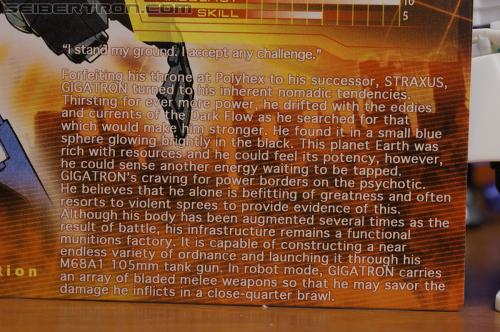 SEIBERTRON.COM
SKILL
10
5
"I stand my ground. I accept any challenge."
Forfeiting his throne at Polyhex to his successor, STRAXUS,
GIGATRON turned to his inherent nomadic tendencies.
Thirsting for ever more power, he drifted with the eddies
and currents of the Dark Flow as he searched for that
which would make him stronger. He found it in a small blue
sphere glowing brightly in the black. This planet Earth was
rich with resources and he could feel its potency, however,
he could sense another energy waiting to be tapped.
GIGATRON's craving for power borders on the psychotic.
He believes that he alone is befitting of greatness and often
resorts to violent sprees to provide evidence of this.
Although his body has been augmented several times as the
result of battle, his infrastructure remains a functional
munitions factory. It is capable of constructing a near
endless variety of ordnance and launching it through his
M68A1 105mm tank gun. In robot mode, GIGATRON carries
an array of bladed melee weapons so that he may savor the
damage he inflicts in a close-quarter brawl.